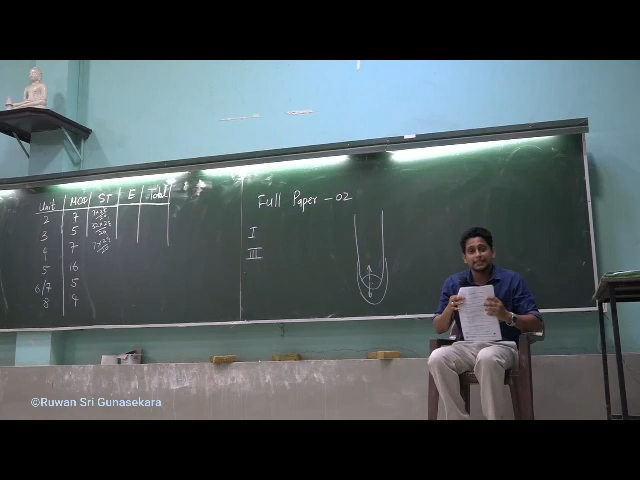 Unit MCQ ST E Total
2 7
3 5
4 7
5 16
6/7 5
8 4
Full Paper - 02
I
III
©Ruwan Sri Gunasekara